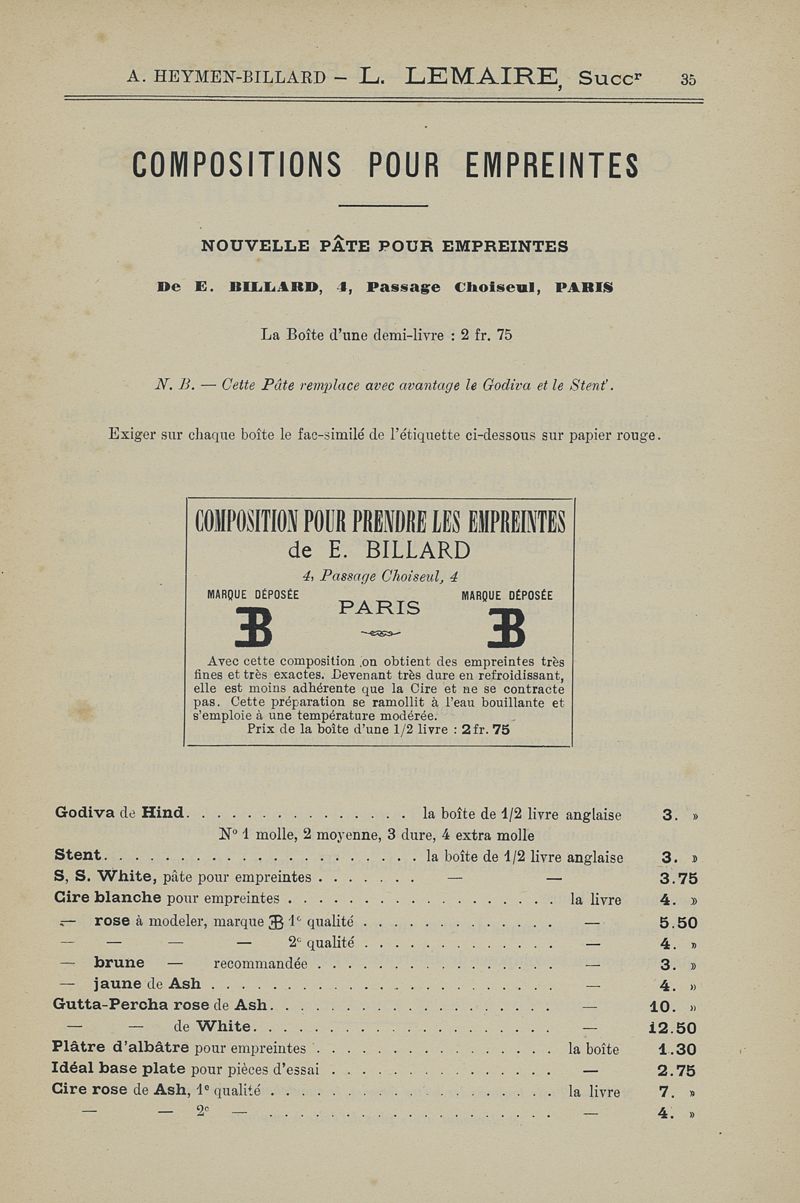 A. HEYMEN-BILLARD — L. LEMAIRE, Succr 35
COMPOSITIONS POUR EMPREINTES
NOUVELLE PÂTE POUR EMPREINTES
De E. BILLARD, 4, Passage Choiseul, PARIS
La Boîte d'une demi-livre : 2 fr. 75
N. B. — Cette Pâte remplace avec avantage le Godiva et le Stent'.
Exiger sur chaque boîte le fac-similé de l'étiquette ci-dessous sur papier rouge.
COMPOSITION POUR PRENDRE LES EMPREINTES
de E. BILLARD
4, Passage Choiseul, 4
MARQUE DÉPOSÉE MARQUE DÉPOSÉE
PARIS
EB EB
Avec cette composition on obtient des empreintes très
fines et très exactes. Devenant très dure en refroidissant,
elle est moins adhérente que la Cire et ne se contracte
pas. Cette préparation se ramollit à l'eau bouillante et
s'emploie à une température modérée.
Prix de la boîte d'une 1/2 livre : 2 fr. 75
Godiva de Hind. . . . . . . . . . . . . . . la boîte de 1/2 livre anglaise 3. »
N° 1 molle, 2 moyenne, 3 dure, 4 extra molle
Stent. . . . . . . . . . . . . . . . . . . . . la boîte de 1/2 livre anglaise 3. »
S, S. White, pâte pour empreintes . . . . . . . — — 3.75
Cire blanche pour empreintes . . . . . . . . . . . . . . . . . . la livre 4. »
— rose à modeler, marque EB 1e qualité . . . . . . . . . . . . . — 5.50
— — — — 2e qualité . . . . . . . . . . . . . — 4. »
— brune — recommandée . . . . . . . . . . . . . . . . — 3. »
— jaune de Ash . . . . . . . . . . . . . . . . . . . . . . . — 4. »
Gutta-Percha rose de Ash. . . . . . . . . . . . . . . . . . . — 10. »
— — de White. . . . . . . . . . . . . . . . . . . . — 12.50
Plâtre d'albâtre pour empreintes . . . . . . . . . . . . . . . . la boîte 1.30
Idéal base plate pour pièces d'essai . . . . . . . . . . . . . . . — 2.75
Cire rose de Ash, 1e qualité . . . . . . . . . . . . . . . . . . . la livre 7. »
— — 2e — . . . . . . . . . . . . . . . . . . . — 4. »